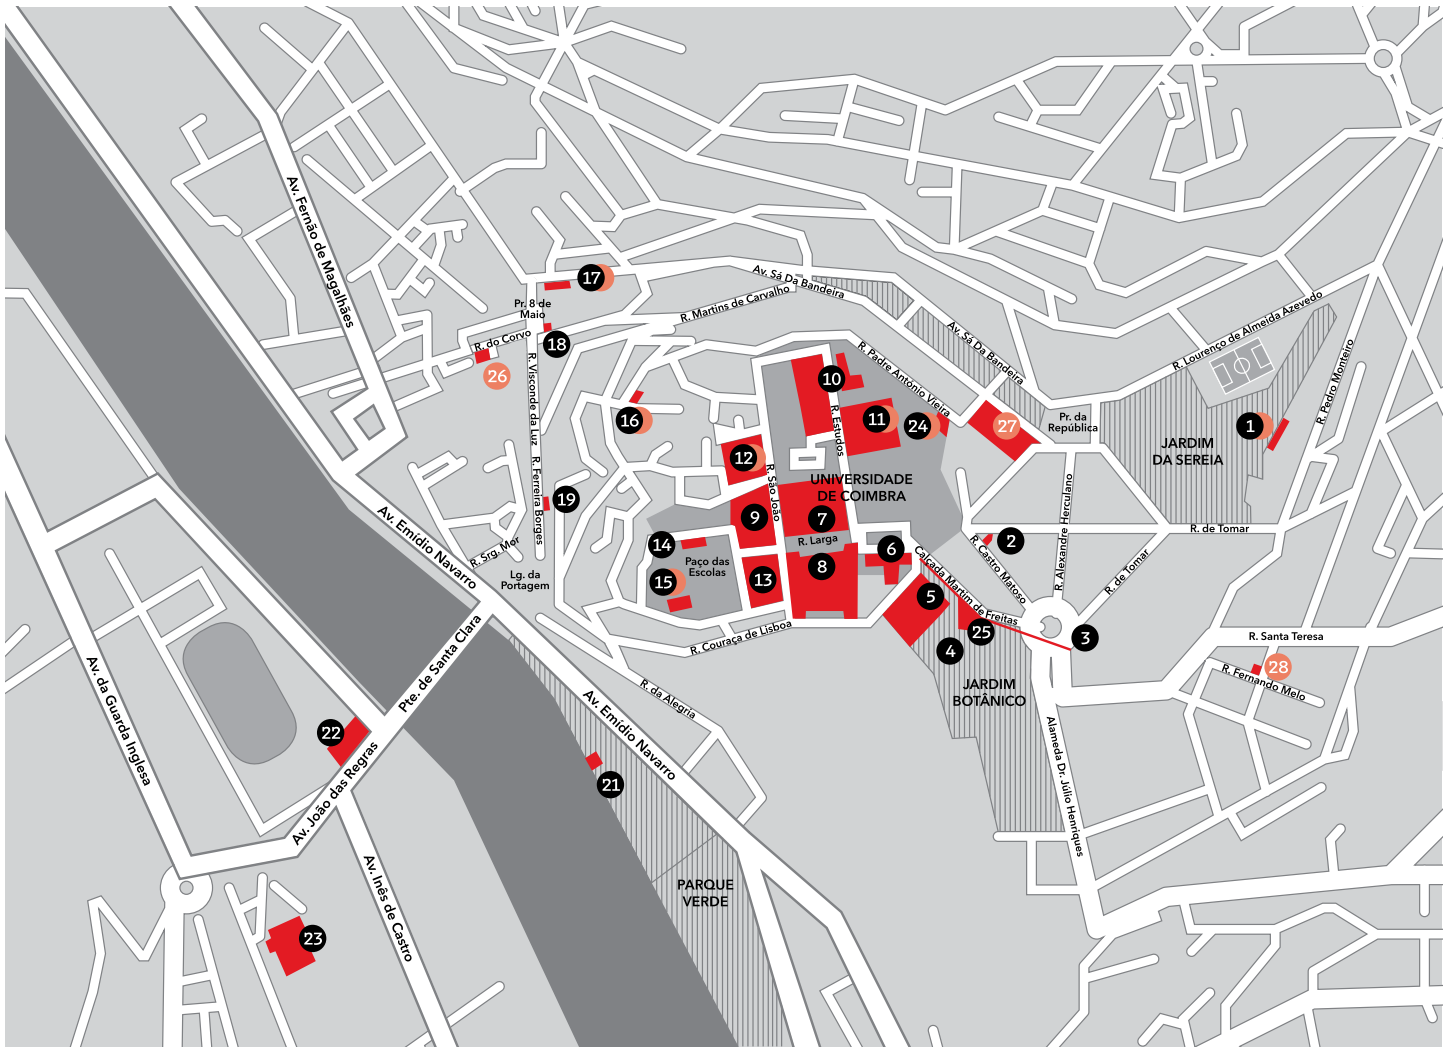 Av. Fernão de Magalhães
17
Av. Sá Da Bandeira
Pr. 8 de
Maio
R. Martins de Carvalho
18
R. do Corvo
26
R. Visconde da Luz
R. Lourenço de Almeida Azevedo
Av. Sá Da Bandeira
R. Padre António Vieira
R. Pedro Monteiro
10
R. Estudos
16
11
24
27
Pr. da
República
1
JARDIM
DA SEREIA
12
R. São João
UNIVERSIDADE
DE COIMBRA
R. Ferreira Borges
19
9
7
R. Alexandre Herculano
R. de Tomar
Av. Emídio Navarro
R. Srg. Mor
14
R. Larga
6
2
R. Castro Matoso
Paço das
Escolas
8
Calçada Martim de Freitas
R. de Tomar
Lg. da
Portagem
15
13
5
25
3
4
R. Santa Teresa
R. Couraça de Lisboa
28
R. Fernando Melo
JARDIM
BOTÂNICO
Pte. de Santa Clara
R. da Alegria
Av. da Guarda Inglesa
22
Av. Emídio Navarro
Alameda Dr. Júlio Henriques
Av. João das Regras
21
PARQUE
VERDE
Av. Inês de Castro
23